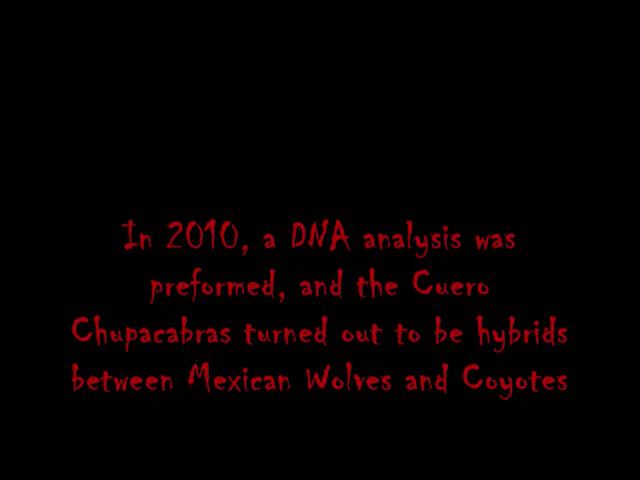 In 2010, a DNA analysis was
preformed, and the Cuero
Chupacabras turned out to be hybrids
between Mexican Wolves and Coyotes